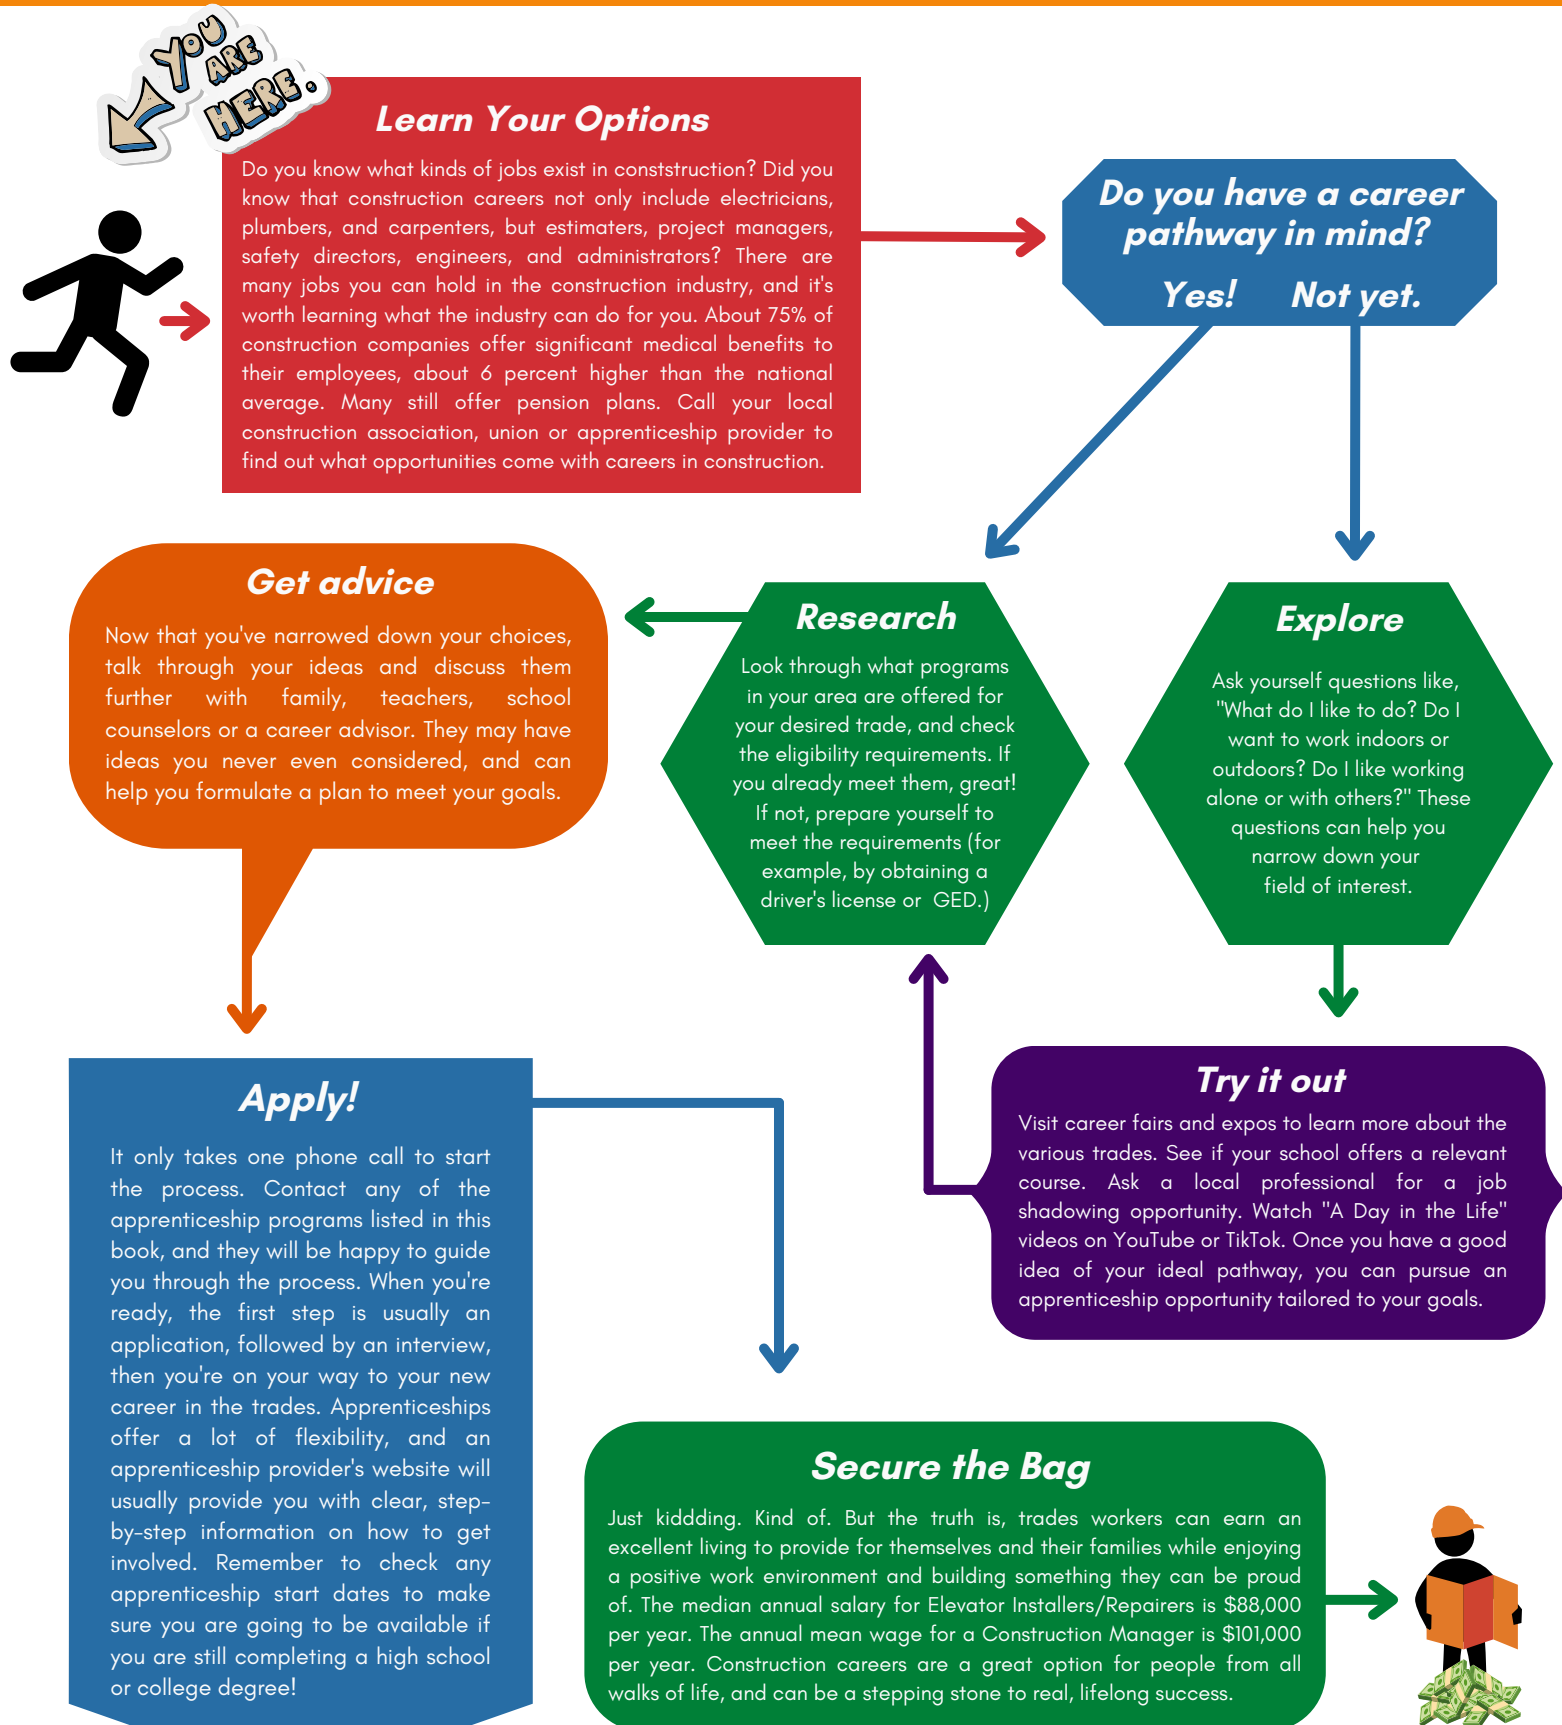 YOU
ARE
HERE.
Learn Your Options
Do you know what kinds of jobs exist in conststruction? Did you
know that construction careers not only include electricians,
plumbers, and carpenters, but estimaters, project managers,
safety directors, engineers, and administrators? There are
many jobs you can hold in the construction industry, and it's
worth learning what the industry can do for you. About 75% of
construction companies offer significant medical benefits to
their employees, about 6 percent higher than the national
average. Many still offer pension plans. Call your local
construction association, union or apprenticeship provider to
find out what opportunities come with careers in construction.
Do you have a career
pathway in mind?
Yes! Not yet.
Get advice
Now that you've narrowed down your choices,
talk through your ideas and discuss them
further with family, teachers, school
counselors or a career advisor. They may have
ideas you never even considered, and can
help you formulate a plan to meet your goals.
Research
Look through what programs
in your area are offered for
your desired trade, and check
the eligibility requirements. If
you already meet them, great!
If not, prepare yourself to
meet the requirements (for
example, by obtaining a
driver's license or GED.)
Explore
Ask yourself questions like,
"What do I like to do? Do I
want to work indoors or
outdoors? Do I like working
alone or with others?" These
questions can help you
narrow down your
field of interest.
Try it out
Visit career fairs and expos to learn more about the
various trades. See if your school offers a relevant
course. Ask a local professional for a job
shadowing opportunity. Watch "A Day in the Life"
videos on YouTube or TikTok. Once you have a good
idea of your ideal pathway, you can pursue an
apprenticeship opportunity tailored to your goals.
Apply!
It only takes one phone call to start
the process. Contact any of the
apprenticeship programs listed in this
book, and they will be happy to guide
you through the process. When you're
ready, the first step is usually an
application, followed by an interview,
then you're on your way to your new
career in the trades. Apprenticeships
offer a lot of flexibility, and an
apprenticeship provider's website will
usually provide you with clear, step-
by-step information on how to get
involved. Remember to check any
apprenticeship start dates to make
sure you are going to be available if
you are still completing a high school
or college degree!
Secure the Bag
Just kiddding. Kind of. But the truth is, trades workers can earn an
excellent living to provide for themselves and their families while enjoying
a positive work environment and building something they can be proud
of. The median annual salary for Elevator Installers/Repairers is $88,000
per year. The annual mean wage for a Construction Manager is $101,000
per year. Construction careers are a great option for people from all
walks of life, and can be a stepping stone to real, lifelong success.